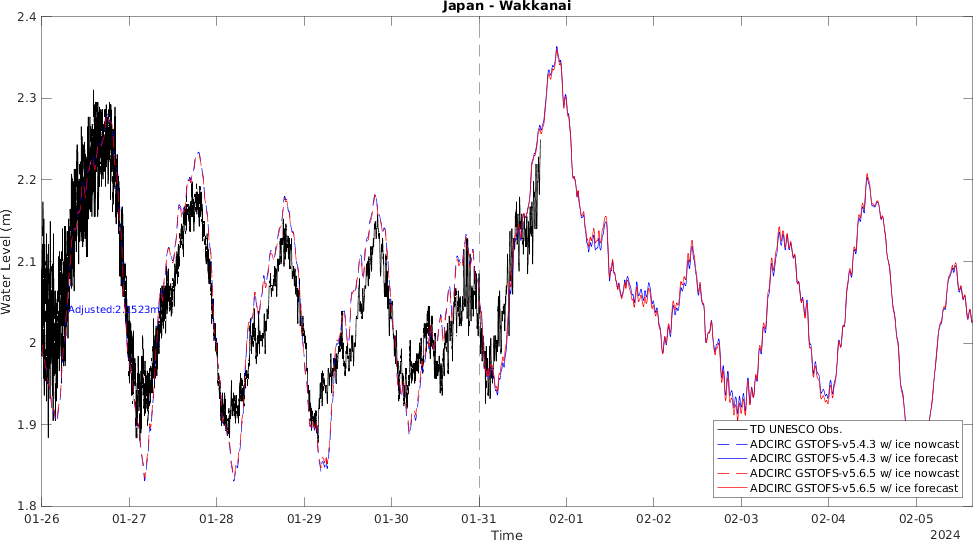 Japan - Wakkanai
2.4
2.3
2.2
2.1
2
1.9
1.8
Water Level (m)
TD UNESCO Obs.
ADCIRC GSTOFS-v5.4.3 w/ ice nowcast
ADCIRC GSTOFS-v5.4.3 w/ ice forecast
ADCIRC GSTOFS-v5.6.5 w/ ice nowcast
ADCIRC GSTOFS-v5.6.5 w/ ice forecast
01-26 01-27 01-28 01-29 01-30 01-31 02-01 02-02 02-03 02-04 02-05
Time
2024